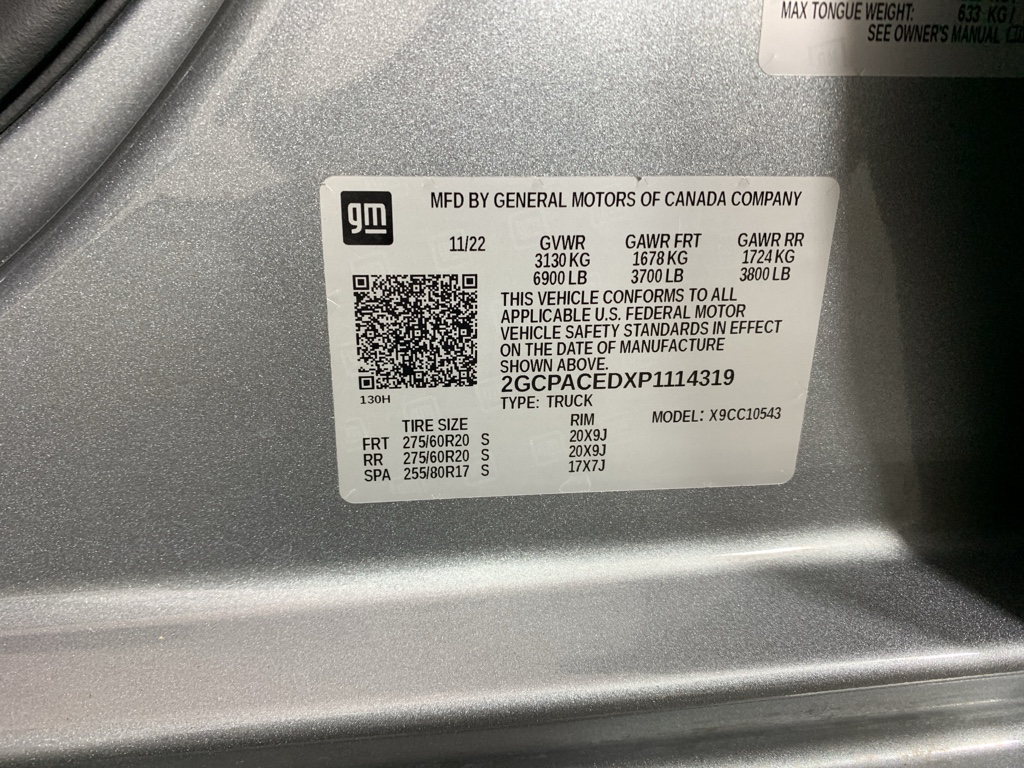 MAX TONGUE WEIGHT: 633 KG/
SEE OWNER'S MANUAL
gm
MFD BY GENERAL MOTORS OF CANADA COMPANY
11/22 GVWR GAWR FRT GAWR RR
3130 KG 1678 KG 1724 KG
6900 LB 3700 LB 3800 LB
THIS VEHICLE CONFORMS TO ALL
APPLICABLE U.S. FEDERAL MOTOR
VEHICLE SAFETY STANDARDS IN EFFECT
ON THE DATE OF MANUFACTURE
SHOWN ABOVE.
2GCPACEDXP1114319
130H
TYPE: TRUCK
MODEL: X9CC10543
TIRE SIZE RIM
FRT 275/60R20 S 20X9J
RR 275/60R20 S 20X9J
SPA 255/80R17 S 17X7J